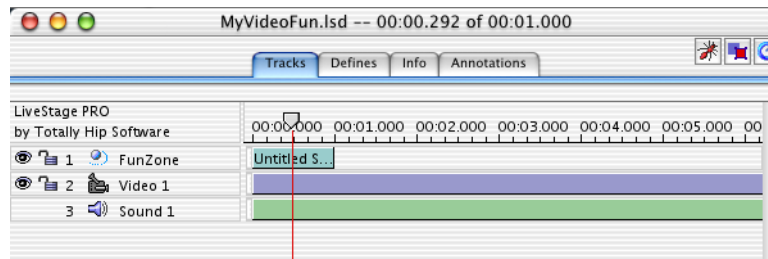 MyVideoFun.lsd -- 00:00.292 of 00:01.000
Tracks Defines Info Annotations
LiveStage PRO
by Totally Hip Software
00:00.000 00:01.000 00:02.000 00:03.000 00:04.000 00:05.000 00
1 FunZone Untitled S...
2 Video 1
3 Sound 1